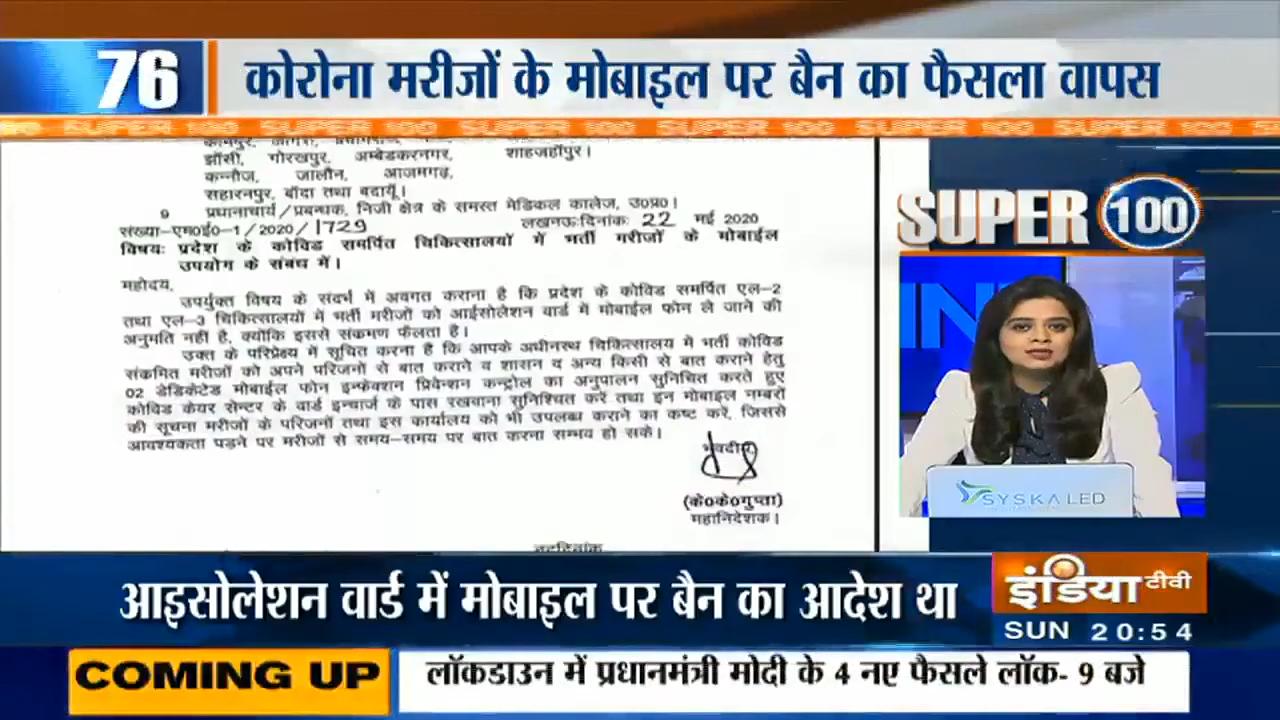 76
कोरोना मरीजों के मोबाइल पर बैन का फैसला वापस
SUPER 100 SUPER 100 SUPER 100 SUPER 100 SUPER 100 SUPER 100
झाँसी, गोरखपुर, अम्बेडकरनगर, शाहजहाँपुर।
कन्नौज, जालौन, आजमगढ़,
सहारनपुर, बाँदा तथा बदायूँ।
9 प्रधानाचार्य/प्रबन्धक, निजी क्षेत्र के समस्त मेडिकल कालेज, उ0प्र0।
संख्या-एम0ई0-1/2020/1729 लखनऊःदिनांकः 22 मई 2020
विषयः प्रदेश के कोविड समर्पित चिकित्सालयों में भर्ती मरीजों के मोबाईल
उपयोग के संबंध में।
महोदय,
उपर्युक्त विषय के संदर्भ में अवगत कराना है कि प्रदेश के कोविड समर्पित एल-2
तथा एल-3 चिकित्सालयों में भर्ती मरीजों को आईसोलेशन वार्ड में मोबाईल फोन ले जाने की
अनुमति नही है, क्योंकि इससे संकमण फैलता है।
उक्त के परिप्रेक्ष्य में सूचित करना है कि आपके अधीनस्थ चिकित्सालय में भर्ती कोविड
संकमित मरीजों को अपने परिजनों से बात कराने व शासन व अन्य किसी से बात कराने हेतु
02 डेडिकेटेड मोबाईल फोन इन्फेक्शन प्रिवेन्शन कन्ट्रोल का अनुपालन सुनिचित करते हुए
कोविड केयर सेन्टर के वार्ड इन्चार्ज के पास रखवाना सुनिश्चित करें तथा इन मोबाइल नम्बरों
की सूचना मरीजों के परिजनों तथा इस कार्यालय को भी उपलब्ध कराने का कष्ट करें, जिससे
आवश्यकता पड़ने पर मरीजों से समय-समय पर बात करना सम्भव हो सके।
भवदीय,
(के0के0गुप्ता)
महानिदेशक।
SUPER 100
SYSKA LED
आइसोलेशन वार्ड में मोबाइल पर बैन का आदेश था
इंडिया टीवी
SUN 20:54
COMING UP
लॉकडाउन में प्रधानमंत्री मोदी के 4 नए फैसले लॉक- 9 बजे